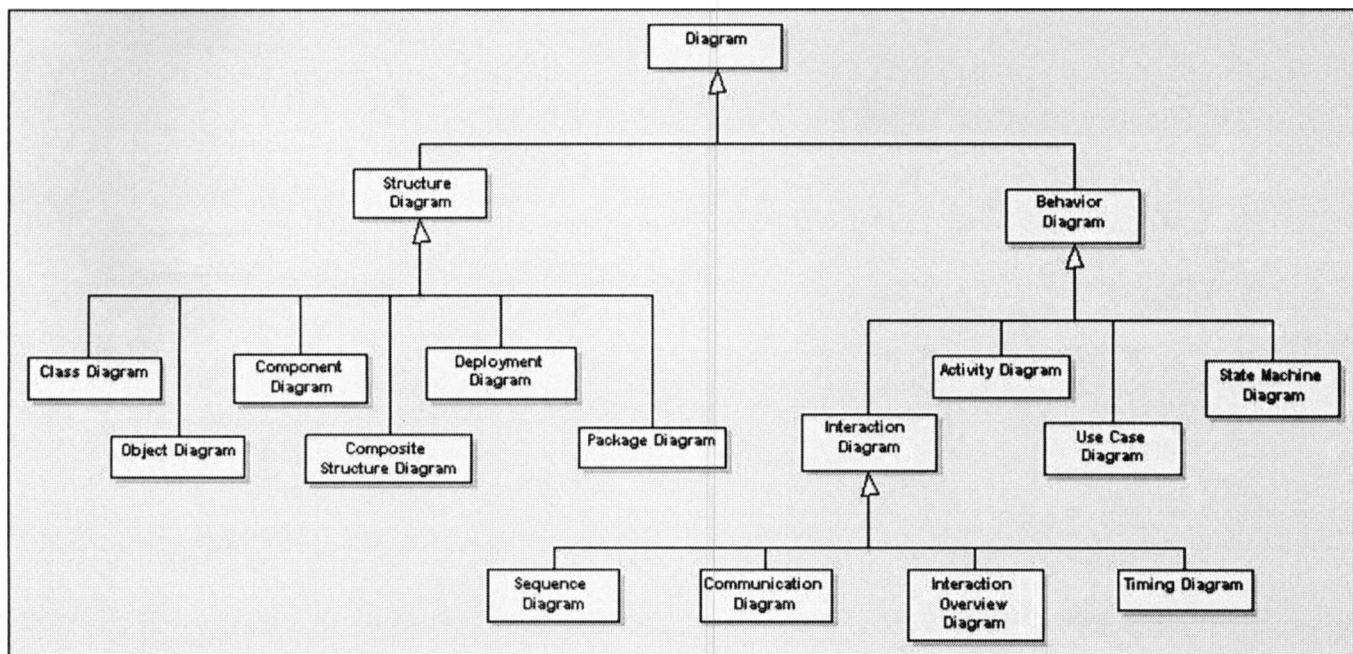 Diagram
Structure
Diagram
Behavior
Diagram
Class Diagram
Component
Diagram
Deployment
Diagram
Activity Diagram
State Machine
Diagram
Object Diagram
Composite
Structure Diagram
Package Diagram
Interaction
Diagram
Use Case
Diagram
Sequence
Diagram
Communication
Diagram
Interaction
Overview
Diagram
Timing Diagram